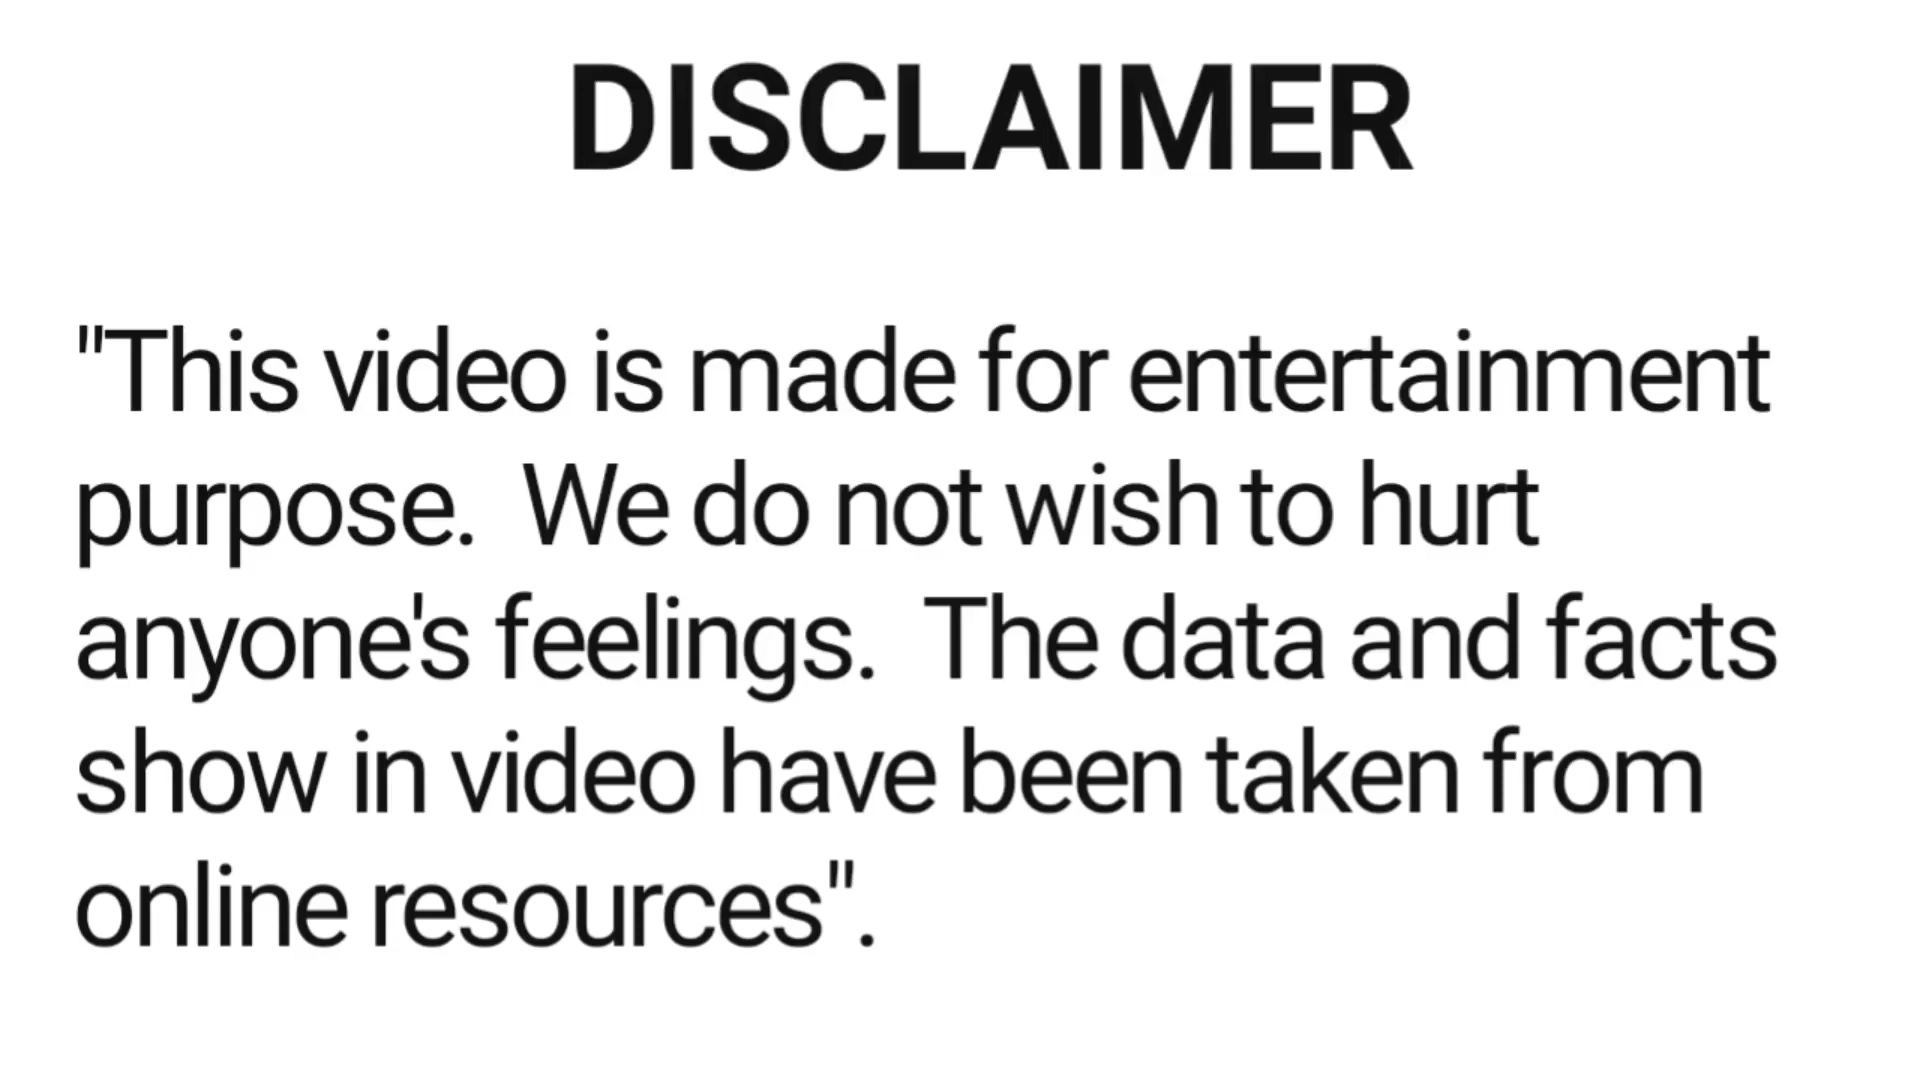 DISCLAIMER
"This video is made for entertainment
purpose.  We do not wish to hurt
anyone's feelings.  The data and facts
show in video have been taken from
online resources".